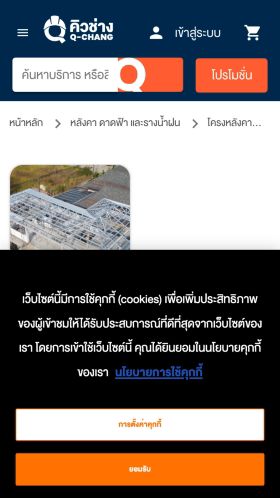 คิวช่าง
Q-CHANG
เข้าสู่ระบบ
ค้นหาบริการ หรือสิ
โปรโมชั่น
หน้าหลัก > หลังคา ดาดฟ้า และรางน้ำฝน > โครงหลังคา...
เว็บไซต์นี้มีการใช้คุกกี้ (cookies) เพื่อเพิ่มประสิทธิภาพ
ของผู้เข้าชมให้ได้รับประสบการณ์ที่ดีที่สุดจากเว็บไซต์ของ
เรา โดยการเข้าใช้เว็บไซต์นี้ คุณได้ยินยอมในนโยบายคุกกี้
ของเรา นโยบายการใช้คุกกี้
การตั้งค่าคุกกี้
ยอมรับ